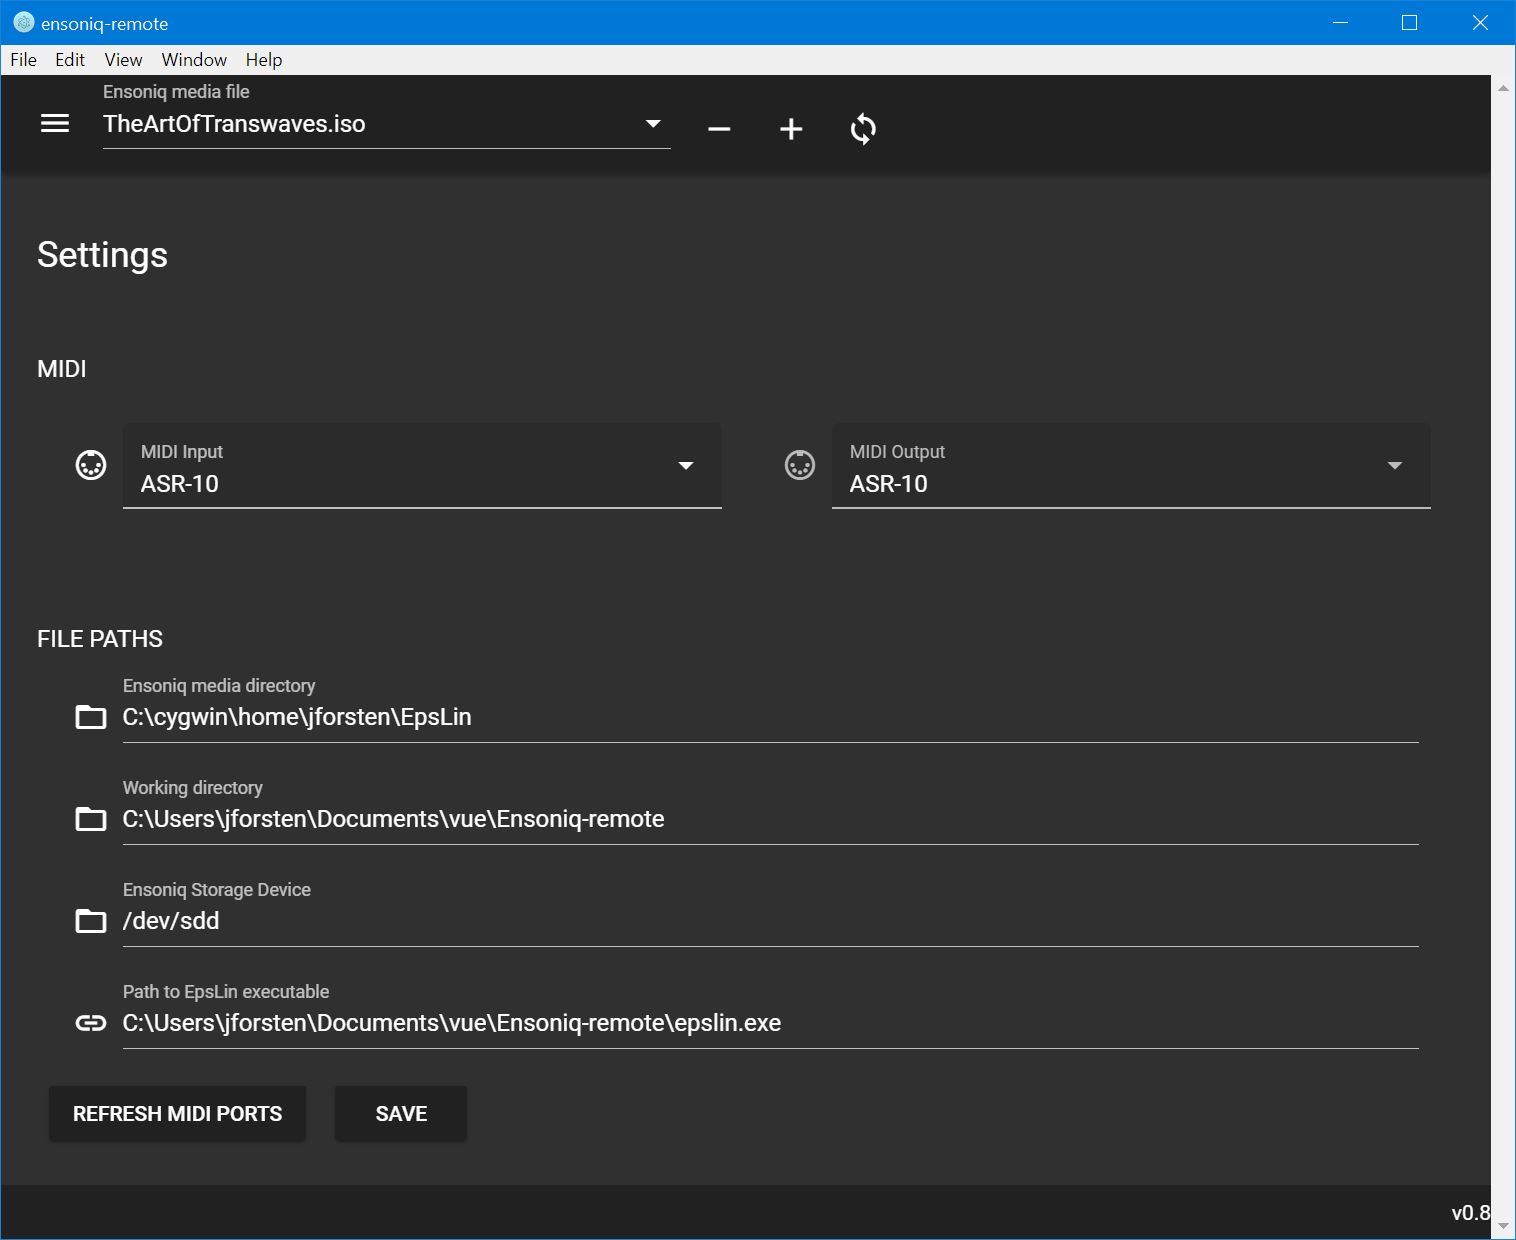 ensoniq-remote
File Edit View Window Help
Ensoniq media file
TheArtOfTranswaves.iso
Settings
MIDI
MIDI Input
ASR-10
MIDI Output
ASR-10
FILE PATHS
Ensoniq media directory
C:\cygwin\home\jforsten\EpsLin
Working directory
C:\Users\jforsten\Documents\vue\Ensoniq-remote
Ensoniq Storage Device
/dev/sdd
Path to EpsLin executable
C:\Users\jforsten\Documents\vue\Ensoniq-remote\epslin.exe
REFRESH MIDI PORTS
SAVE
v0.8